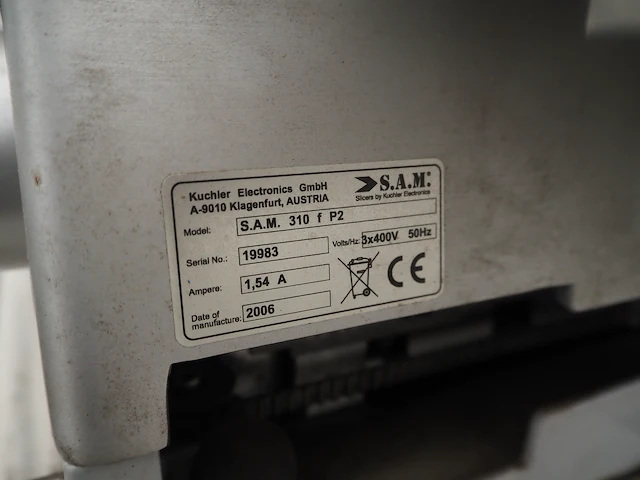 Kuchler Electronics GmbH
A-9010 Klagenfurt, AUSTRIA
S.A.M.
Slicers by Kuchler Electronics
Model: S.A.M. 310 f P2
Serial No.: 19983
Volts/Hz: 3x400V 50Hz
Ampere: 1,54 A
CE
Date of
manufacture: 2006